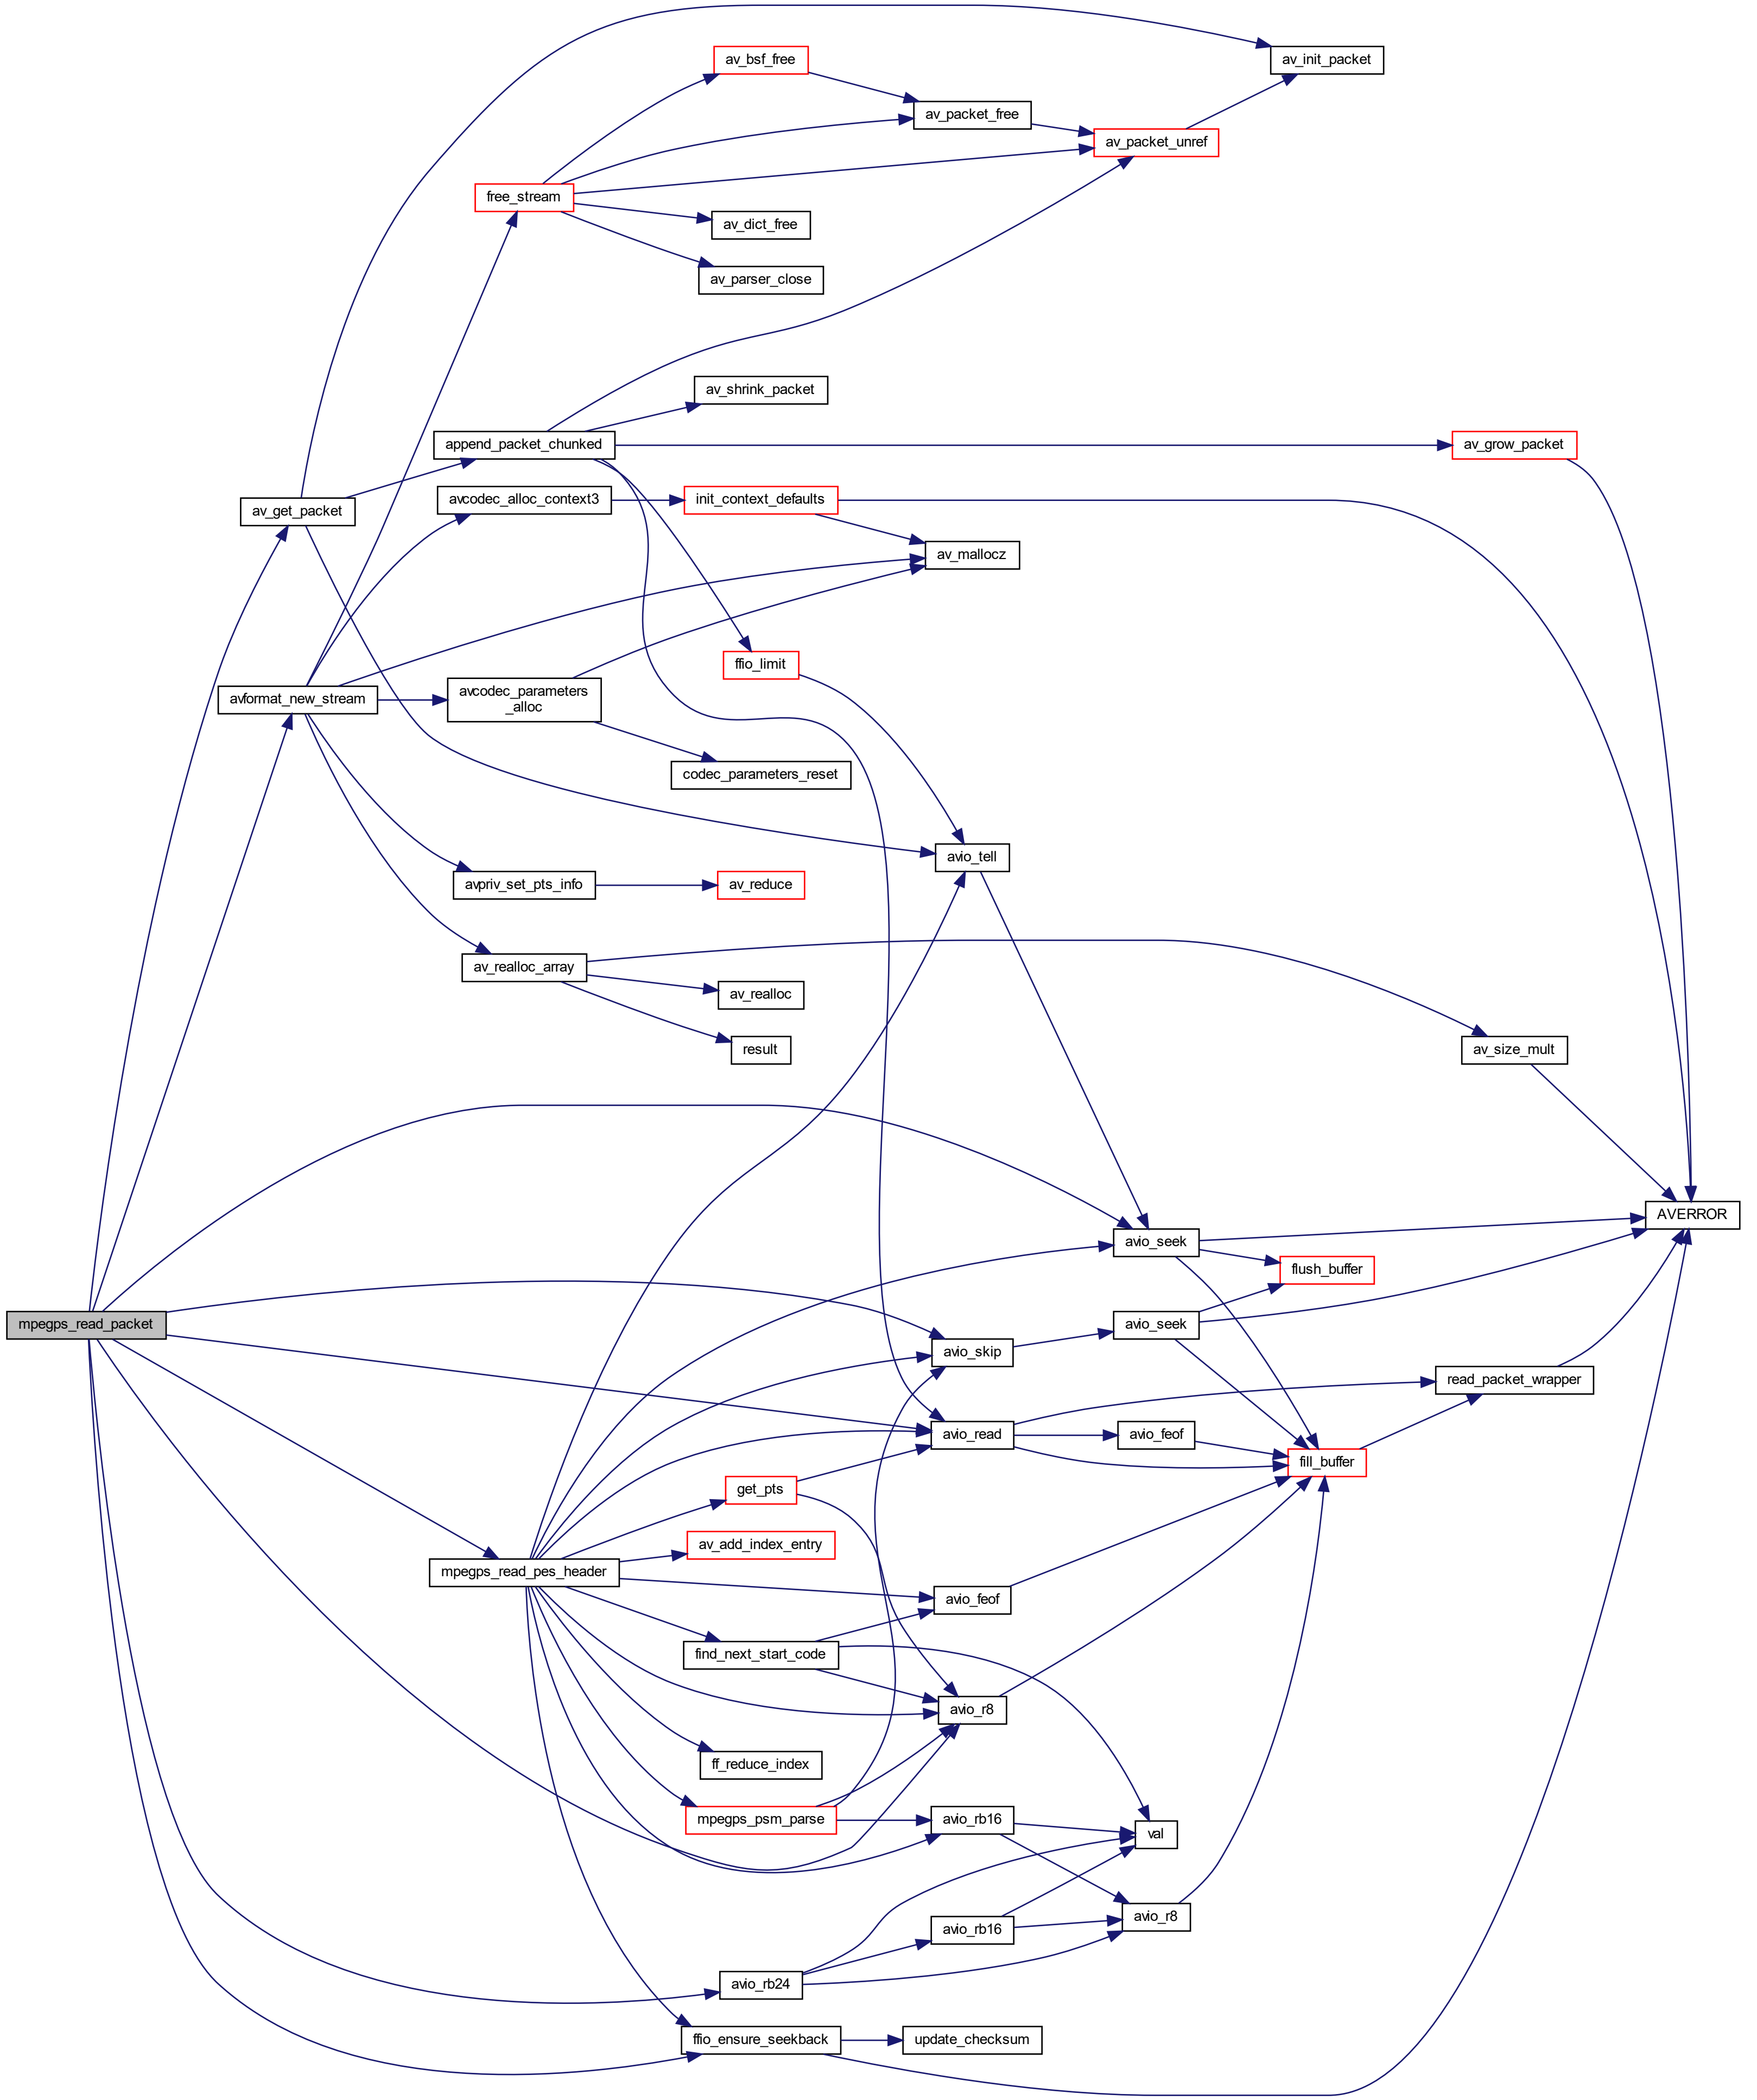 av_init_packet
av_bsf_free
av_packet_free
av_packet_unref
free_stream
av_dict_free
av_parser_close
av_shrink_packet
append_packet_chunked
av_grow_packet
avcodec_alloc_context3
init_context_defaults
av_get_packet
av_mallocz
ffio_limit
avformat_new_stream
avcodec_parameters
_alloc
codec_parameters_reset
avio_tell
avpriv_set_pts_info
av_reduce
av_realloc_array
av_realloc
result
av_size_mult
AVERROR
avio_seek
flush_buffer
mpegps_read_packet
avio_seek
avio_skip
read_packet_wrapper
avio_read
avio_feof
fill_buffer
get_pts
av_add_index_entry
mpegps_read_pes_header
avio_feof
find_next_start_code
avio_r8
ff_reduce_index
mpegps_psm_parse
avio_rb16
val
avio_r8
avio_rb16
avio_rb24
ffio_ensure_seekback
update_checksum